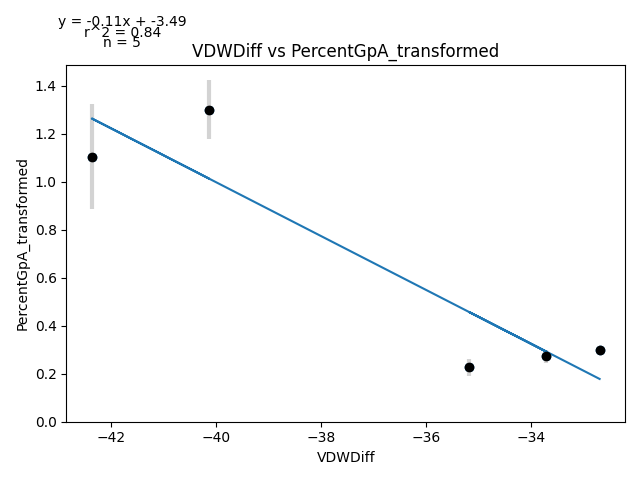 y = -0.11x + -3.49
r^2 = 0.84
n = 5
VDWDiff vs PercentGpA_transformed
1.4
1.2
1.0
0.8
0.6
0.4
0.2
0.0
PercentGpA_transformed
−42
−40
−38
−36
−34
VDWDiff